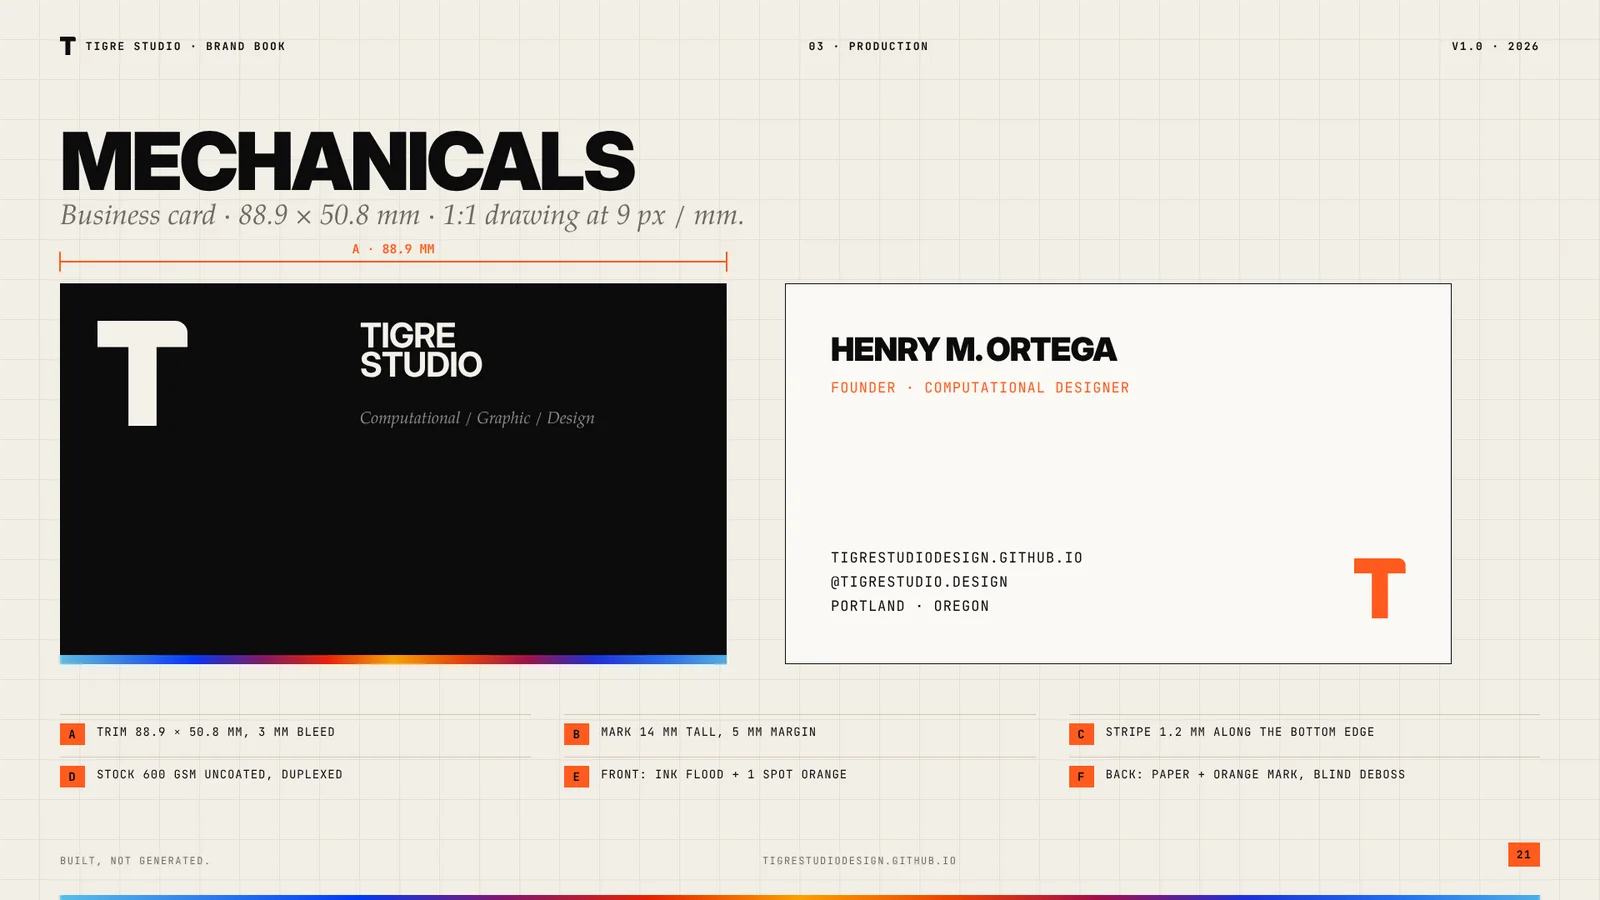 T TIGRE STUDIO · BRAND BOOK
03 · PRODUCTION
V1.0 · 2026
MECHANICALS
Business card · 88.9 × 50.8 mm · 1:1 drawing at 9 px / mm.
A · 88.9 MM
T
TIGRE
STUDIO
Computational / Graphic / Design
HENRY M. ORTEGA
FOUNDER · COMPUTATIONAL DESIGNER
TIGRESTUDIODESIGN.GITHUB.IO
@TIGRESTUDIO.DESIGN
PORTLAND · OREGON
T
A TRIM 88.9 × 50.8 MM, 3 MM BLEED
B MARK 14 MM TALL, 5 MM MARGIN
C STRIPE 1.2 MM ALONG THE BOTTOM EDGE
D STOCK 600 GSM UNCOATED, DUPLEXED
E FRONT: INK FLOOD + 1 SPOT ORANGE
F BACK: PAPER + ORANGE MARK, BLIND DEBOSS
BUILT, NOT GENERATED.
TIGRESTUDIODESIGN.GITHUB.IO
21